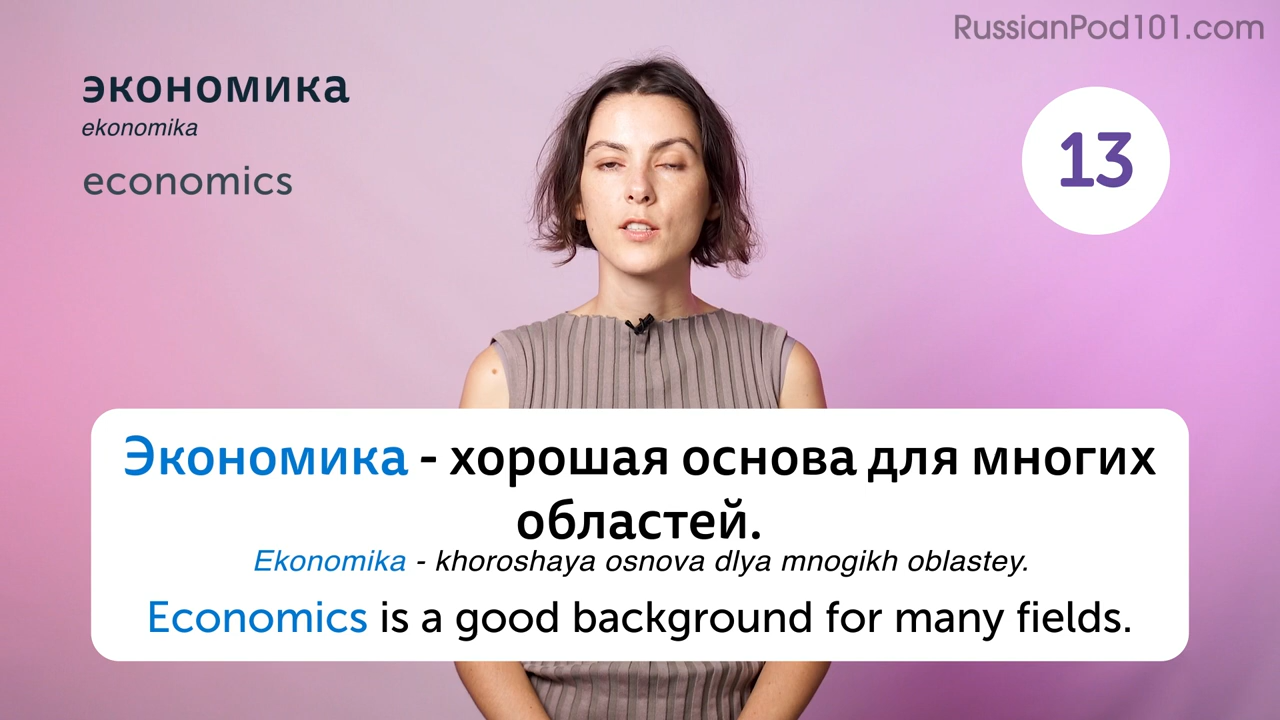 RussianPod101.com
экономика
ekonomika
economics
13
Экономика - хорошая основа для многих
областей.
Ekonomika - khoroshaya osnova dlya mnogikh oblastey.
Economics is a good background for many fields.